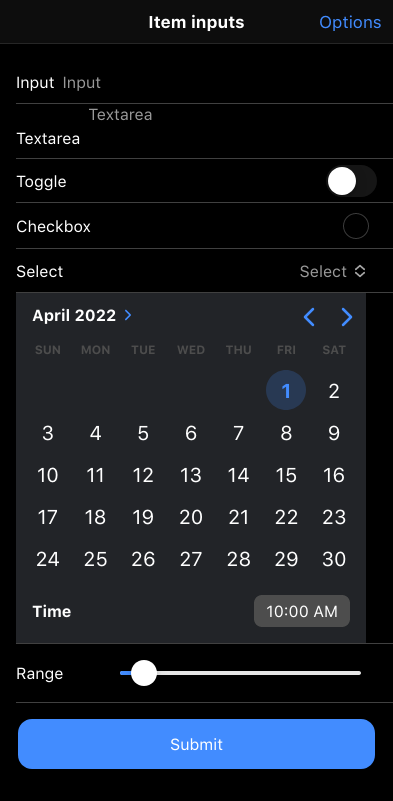 Item inputs Options
Input Input
Textarea
Textarea
Toggle
Checkbox
Select Select
April 2022
SUN MON TUE WED THU FRI SAT
1 2
3 4 5 6 7 8 9
10 11 12 13 14 15 16
17 18 19 20 21 22 23
24 25 26 27 28 29 30
Time 10:00 AM
Range
Submit